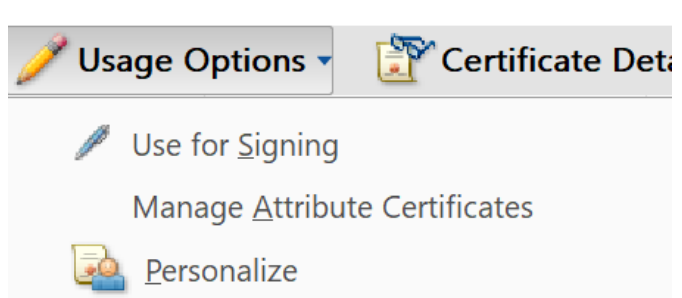 Usage Options Certificate Deta
Use for Signing
Manage Attribute Certificates
Personalize